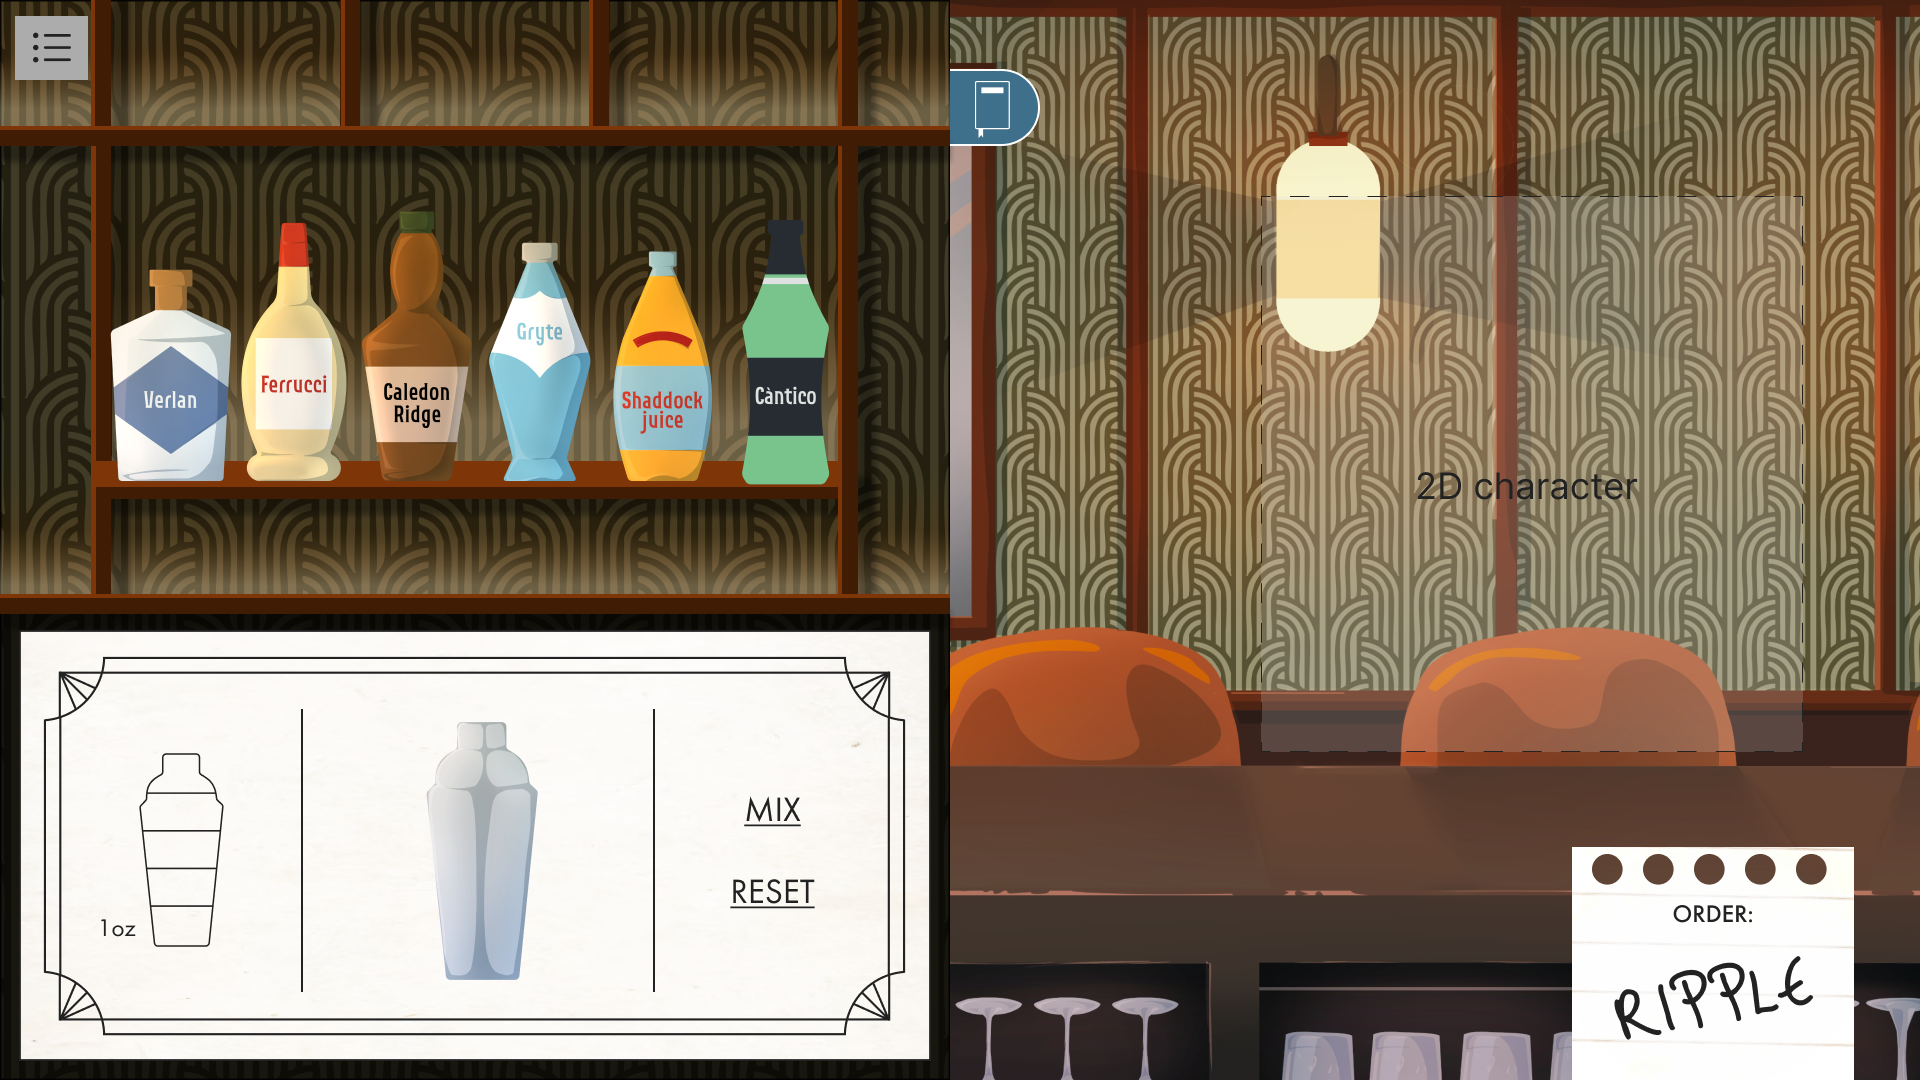 Verlan
Ferrucci
Caledon
Ridge
Gryte
Shaddock
juice
Càntico
2D character
1oz
MIX
RESET
ORDER:
RIPPLE